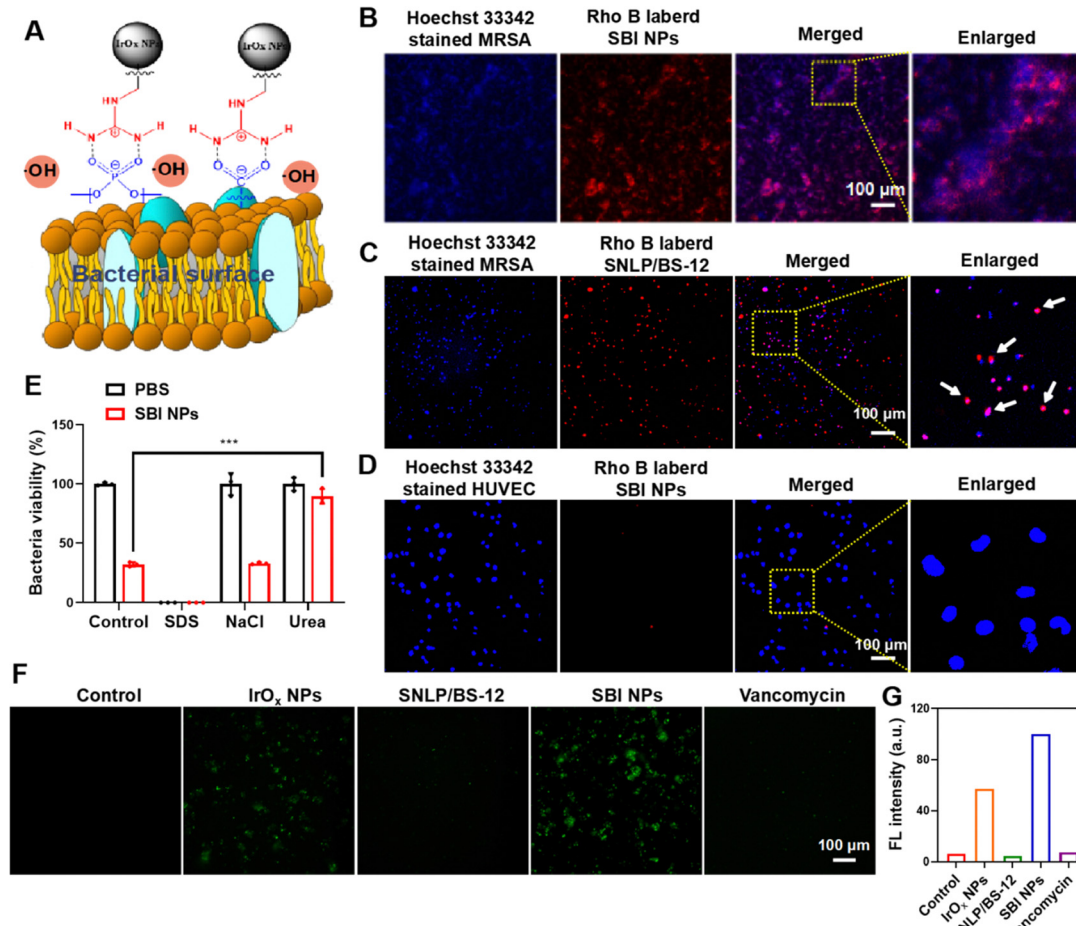 A
IrOx NPs
IrOx NPs
HN
HN
H
N
N
H
H
N
N
H
O
O
O
O
P
C
O
O
·OH
·OH
·OH
Bacterial surface
B
Hoechst 33342
stained MRSA
Rho B laberd
SBI NPs
Merged
Enlarged
100 µm
C
Hoechst 33342
stained MRSA
Rho B laberd
SNLP/BS-12
Merged
Enlarged
100 µm
D
Hoechst 33342
stained HUVEC
Rho B laberd
SBI NPs
Merged
Enlarged
100 µm
E
PBS
SBI NPs
Bacteria viability (%)
150
100
50
0
***
Control
SDS
NaCl
Urea
F
Control
IrOₓ NPs
SNLP/BS-12
SBI NPs
Vancomycin
100 µm
G
FL intensity (a.u.)
120
80
40
0
Control
IrOₓ NPs
NLP/BS-12
SBI NPs
ancomycin